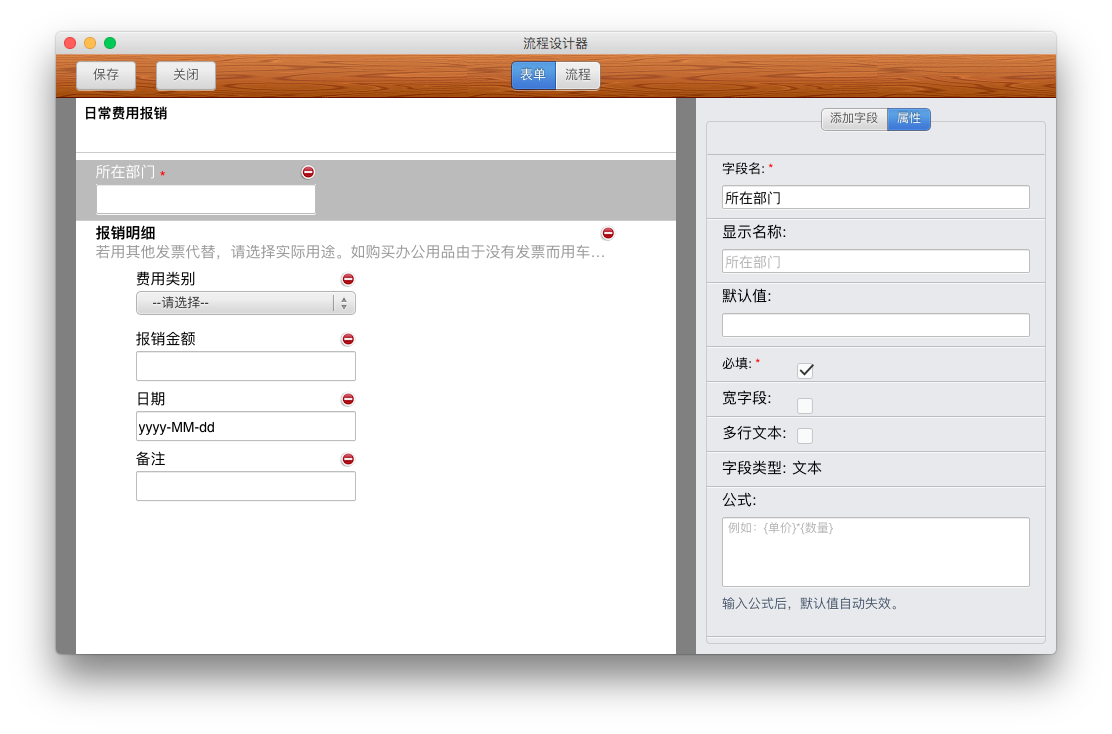 流程设计器
保存 关闭 表单 流程
日常费用报销
所在部门 *
报销明细
若用其他发票代替，请选择实际用途。如购买办公用品由于没有发票而用车…
费用类别
--请选择--
报销金额
日期
yyyy-MM-dd
备注
添加字段 属性
字段名: *
所在部门
显示名称:
所在部门
默认值:
必填: *
宽字段:
多行文本:
字段类型: 文本
公式:
例如：{单价}*{数量}
输入公式后，默认值自动失效。